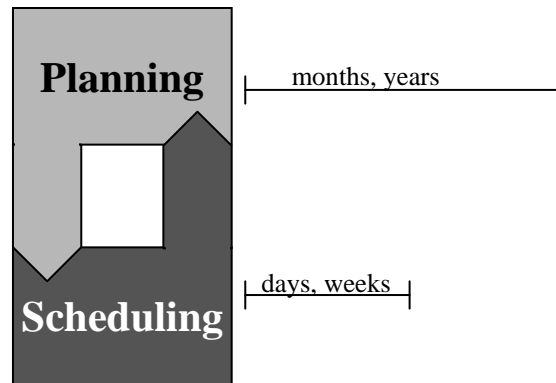 Planning
months, years
days, weeks
Scheduling